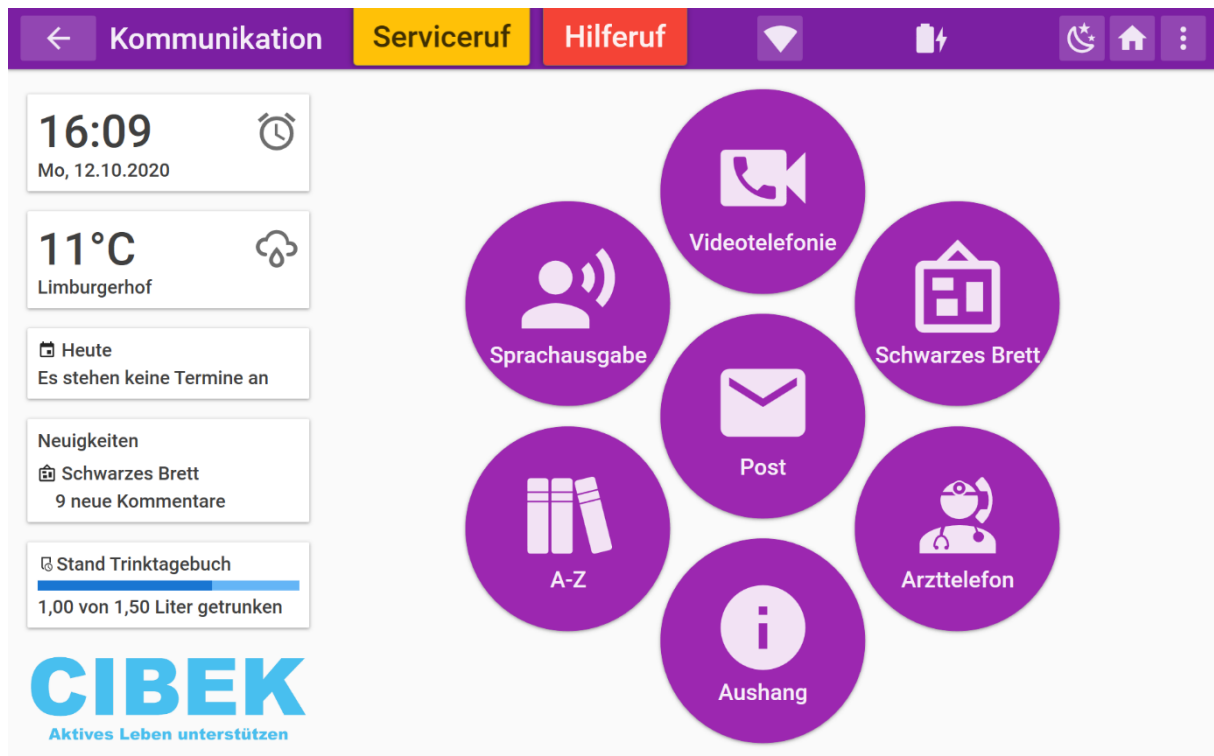 Kommunikation
Serviceruf
Hilferuf
16:09
Mo, 12.10.2020
11°C
Limburgerhof
Heute
Es stehen keine Termine an
Neuigkeiten
Schwarzes Brett
9 neue Kommentare
Stand Trinktagebuch
1,00 von 1,50 Liter getrunken
CIBEK
Aktives Leben unterstützen
Videotelefonie
Sprachausgabe
Schwarzes Brett
Post
A-Z
Arzttelefon
Aushang